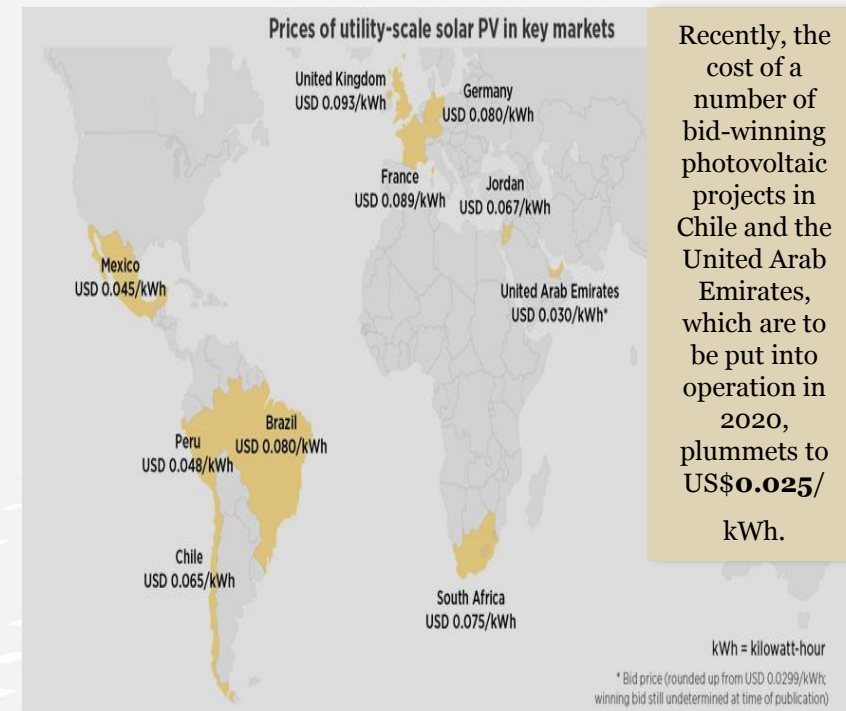 Prices of utility-scale solar PV in key markets
United Kingdom
USD 0.093/kWh
Germany
USD 0.080/kWh
France
USD 0.089/kWh
Jordan
USD 0.067/kWh
Mexico
USD 0.045/kWh
United Arab Emirates
USD 0.030/kWh*
Brazil
USD 0.080/kWh
Peru
USD 0.048/kWh
Chile
USD 0.065/kWh
South Africa
USD 0.075/kWh
kWh = kilowatt-hour
* Bid price (rounded up from USD 0.0299/kWh;
winning bid still undetermined at time of publication)
Recently, the
cost of a
number of
bid-winning
photovoltaic
projects in
Chile and the
United Arab
Emirates,
which are to
be put into
operation in
2020,
plummets to
US$0.025/
kWh.